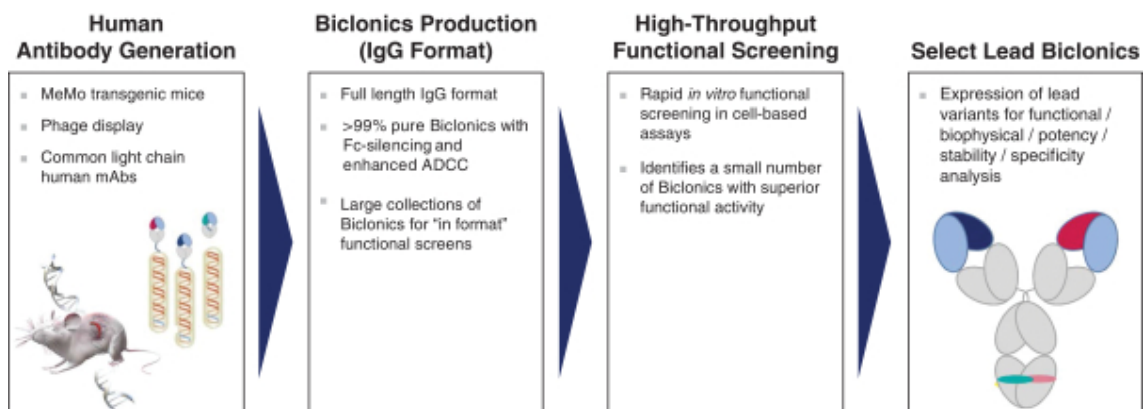 Human
Antibody Generation
MeMo transgenic mice
Phage display
Common light chain
human mAbs
Biclonics Production
(IgG Format)
Full length IgG format
>99% pure Biclonics with
Fc-silencing and
enhanced ADCC
Large collections of
Biclonics for "in format"
functional screens
High-Throughput
Functional Screening
Rapid in vitro functional
screening in cell-based
assays
Identifies a small number
of Biclonics with superior
functional activity
Select Lead Biclonics
Expression of lead
variants for functional /
biophysical / potency /
stability / specificity
analysis